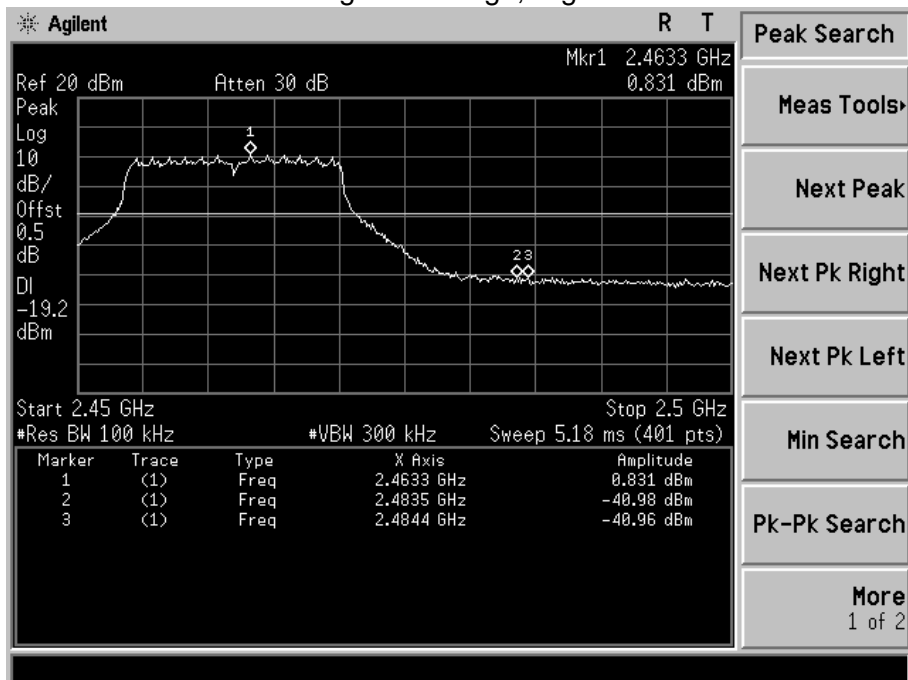 Agilent R T
Peak Search
Mkr1 2.4633 GHz
Ref 20 dBm Atten 30 dB 0.831 dBm
Peak
Log
10
dB/
Offst
0.5
dB
DI
-19.2
dBm
1
2 3
Start 2.45 GHz Stop 2.5 GHz
#Res BW 100 kHz #VBW 300 kHz Sweep 5.18 ms (401 pts)
Marker Trace Type X Axis Amplitude
1 (1) Freq 2.4633 GHz 0.831 dBm
2 (1) Freq 2.4835 GHz -40.98 dBm
3 (1) Freq 2.4844 GHz -40.96 dBm
Meas Tools
Next Peak
Next Pk Right
Next Pk Left
Min Search
Pk-Pk Search
More
1 of 2